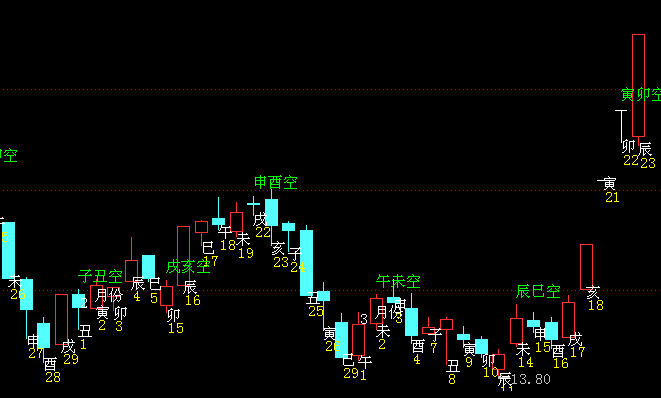 寅卯空
卯
22
辰
23
空
申酉空
寅
21
戌
22
午
18
未
19
巳
17
亥
23
子
24
子丑空
戌亥空
午未空
辰巳空
未
26
辰
4
巳
5
辰
16
丑
25
亥
18
2月份
寅
2
卯
3
卯
15
3月份
3
丑
1
申
27
酉
28
戌
29
寅
巳
29
午
1
未
2
酉
4
子
7
丑
8
寅
9
卯
10
辰
11
13.80
未
14
申
15
酉
16
戌
17